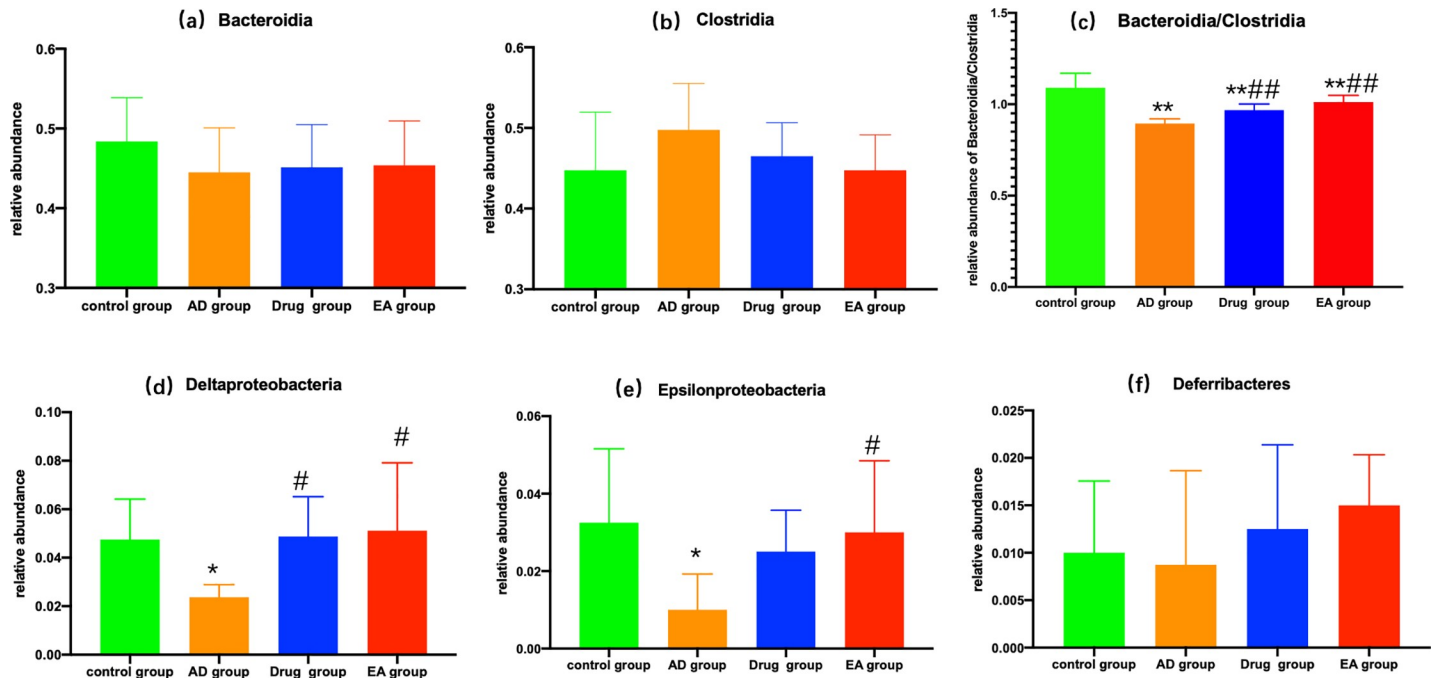 (a) Bacteroidia
relative abundance
0.6
0.5
0.4
0.3
control group AD group Drug group EA group
(b) Clostridia
relative abundance
0.6
0.5
0.4
0.3
control group AD group Drug group EA group
(c) Bacteroidia/Clostridia
relative abundance of Bacteroidia/Clostridia
1.5
1.0
0.5
0.0
**
**##
**##
control group AD group Drug group EA group
(d) Deltaproteobacteria
relative abundance
0.10
0.08
0.06
0.04
0.02
0.00
*
#
#
control group AD group Drug group EA group
(e) Epsilonproteobacteria
relative abundance
0.06
0.04
0.02
0.00
*
#
control group AD group Drug group EA group
(f) Deferribacteres
relative abundance
0.025
0.020
0.015
0.010
0.005
0.000
control group AD group Drug group EA group